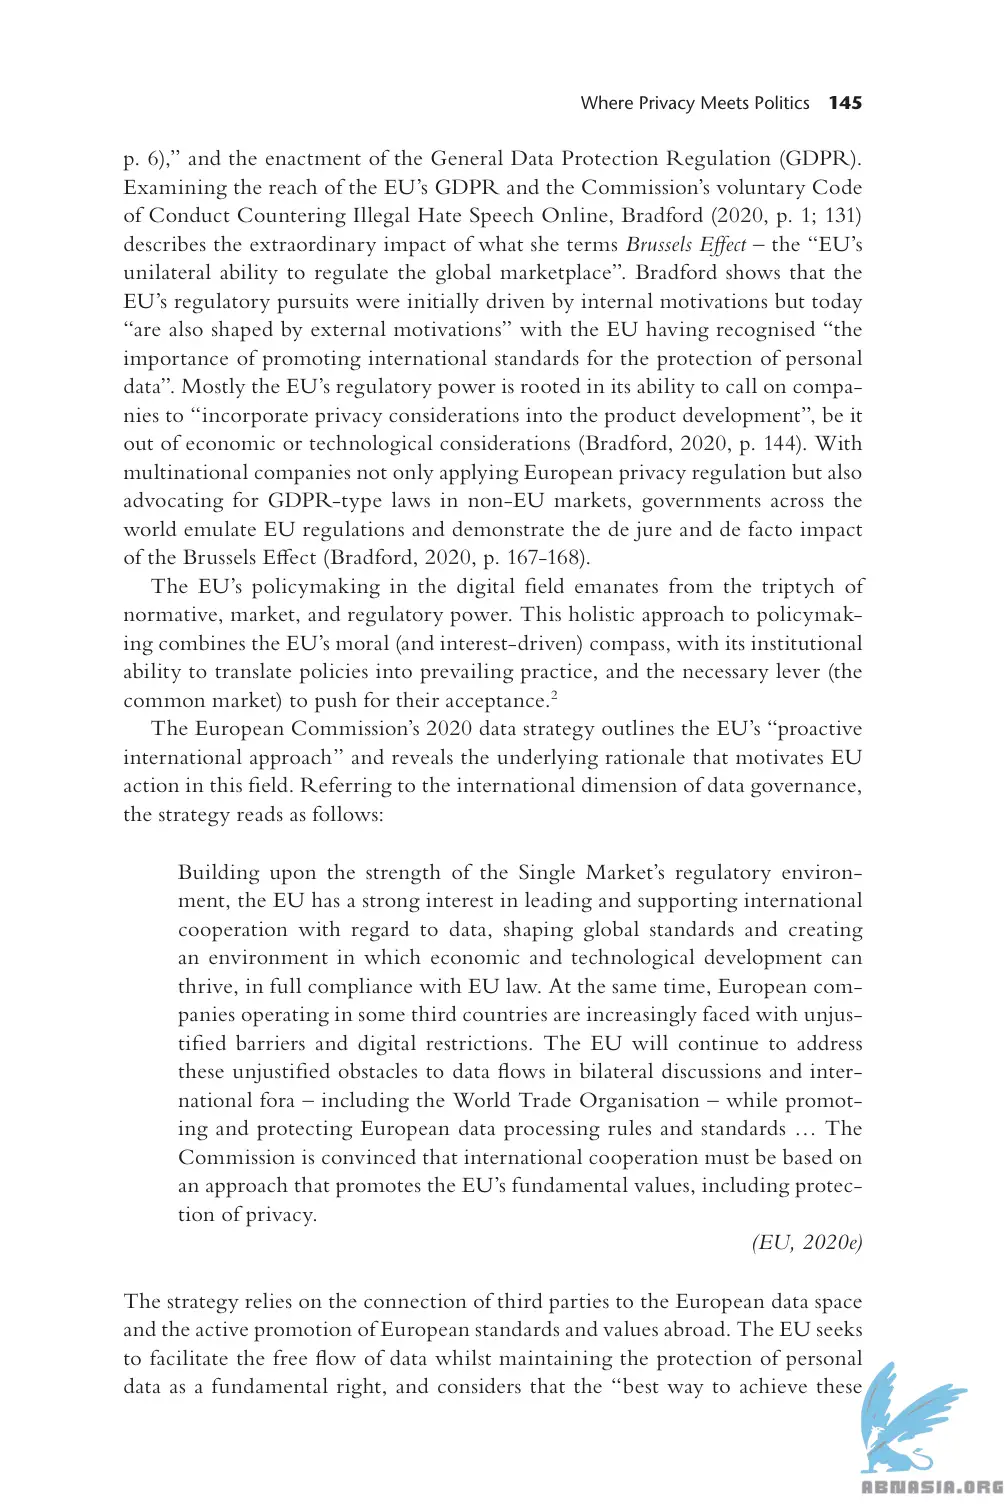 Where Privacy Meets Politics 145
p. 6),” and the enactment of the General Data Protection Regulation (GDPR).
Examining the reach of the EU’s GDPR and the Commission’s voluntary Code
of Conduct Countering Illegal Hate Speech Online, Bradford (2020, p. 1; 131)
describes the extraordinary impact of what she terms Brussels Effect – the “EU’s
unilateral ability to regulate the global marketplace”. Bradford shows that the
EU’s regulatory pursuits were initially driven by internal motivations but today
“are also shaped by external motivations” with the EU having recognised “the
importance of promoting international standards for the protection of personal
data”. Mostly the EU’s regulatory power is rooted in its ability to call on compa-
nies to “incorporate privacy considerations into the product development”, be it
out of economic or technological considerations (Bradford, 2020, p. 144). With
multinational companies not only applying European privacy regulation but also
advocating for GDPR-type laws in non-EU markets, governments across the
world emulate EU regulations and demonstrate the de jure and de facto impact
of the Brussels Effect (Bradford, 2020, p. 167-168).
The EU’s policymaking in the digital field emanates from the triptych of
normative, market, and regulatory power. This holistic approach to policymak-
ing combines the EU’s moral (and interest-driven) compass, with its institutional
ability to translate policies into prevailing practice, and the necessary lever (the
common market) to push for their acceptance.²
The European Commission’s 2020 data strategy outlines the EU’s “proactive
international approach” and reveals the underlying rationale that motivates EU
action in this field. Referring to the international dimension of data governance,
the strategy reads as follows:
Building upon the strength of the Single Market’s regulatory environ-
ment, the EU has a strong interest in leading and supporting international
cooperation with regard to data, shaping global standards and creating
an environment in which economic and technological development can
thrive, in full compliance with EU law. At the same time, European com-
panies operating in some third countries are increasingly faced with unjus-
tified barriers and digital restrictions. The EU will continue to address
these unjustified obstacles to data flows in bilateral discussions and inter-
national fora – including the World Trade Organisation – while promot-
ing and protecting European data processing rules and standards … The
Commission is convinced that international cooperation must be based on
an approach that promotes the EU’s fundamental values, including protec-
tion of privacy.
(EU, 2020e)
The strategy relies on the connection of third parties to the European data space
and the active promotion of European standards and values abroad. The EU seeks
to facilitate the free flow of data whilst maintaining the protection of personal
data as a fundamental right, and considers that the “best way to achieve these
ABNASIA.ORG